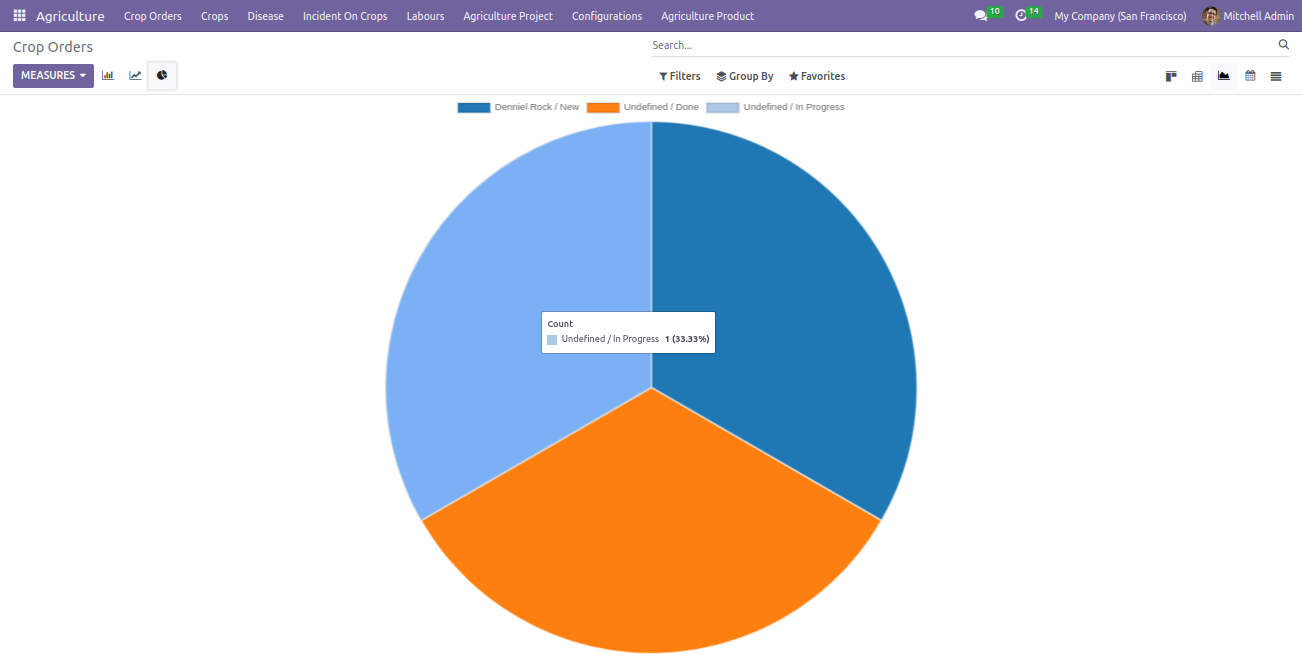 Agriculture Crop Orders Crops Disease Incident On Crops Labours Agriculture Project Configurations Agriculture Product 10 14 My Company (San Francisco) Mitchell Admin
Crop Orders Search...
MEASURES Filters Group By Favorites
Denniel Rock / New Undefined / Done Undefined / In Progress
Count
Undefined / In Progress 1 (33.33%)